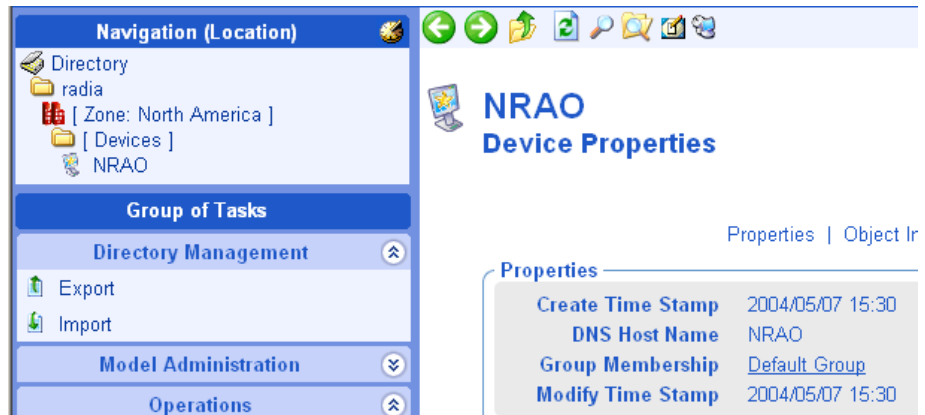 Navigation (Location)
Directory
radia
[ Zone: North America ]
[ Devices ]
NRAO
Group of Tasks
Directory Management
Export
Import
Model Administration
Operations
NRAO
Device Properties
Properties | Object In
Properties
Create Time Stamp 2004/05/07 15:30
DNS Host Name NRAO
Group Membership Default Group
Modify Time Stamp 2004/05/07 15:30